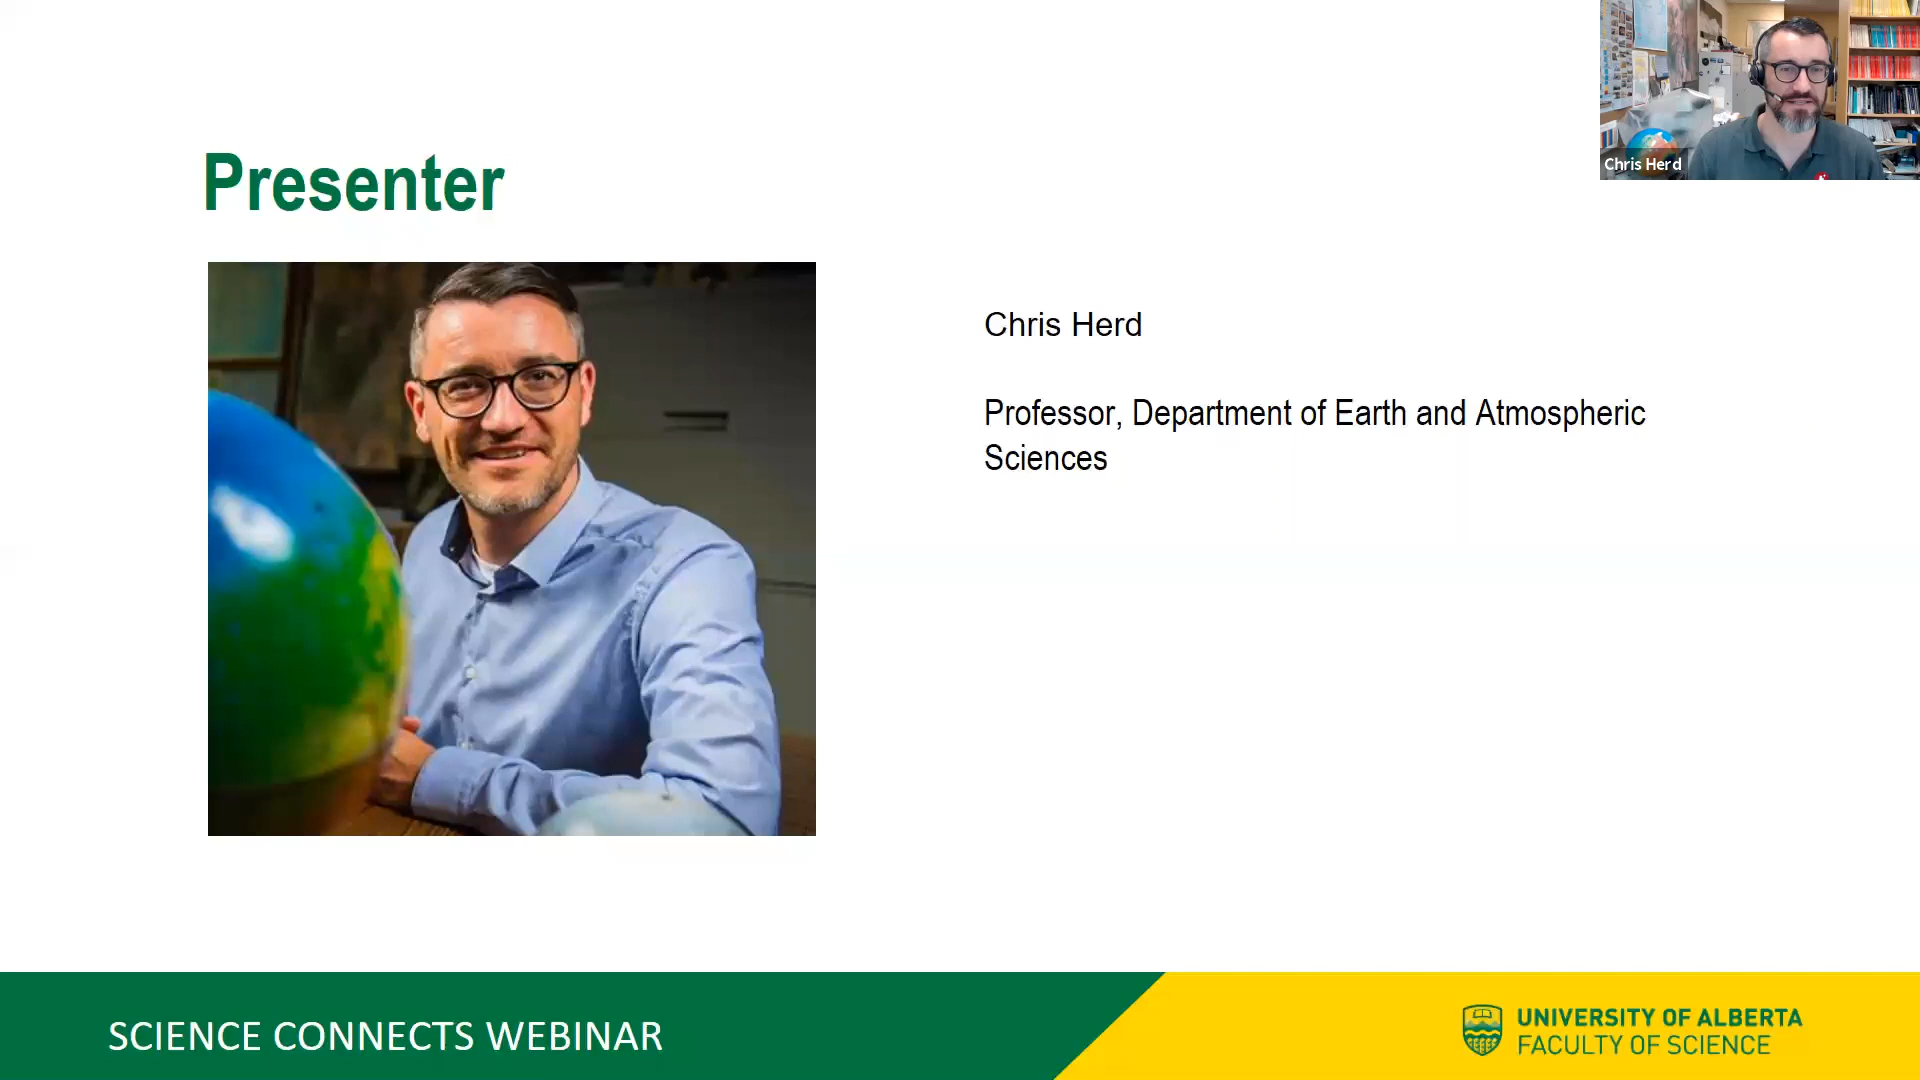 Chris Herd
Presenter
Chris Herd
Professor, Department of Earth and Atmospheric
Sciences
SCIENCE CONNECTS WEBINAR
UNIVERSITY OF ALBERTA
FACULTY OF SCIENCE